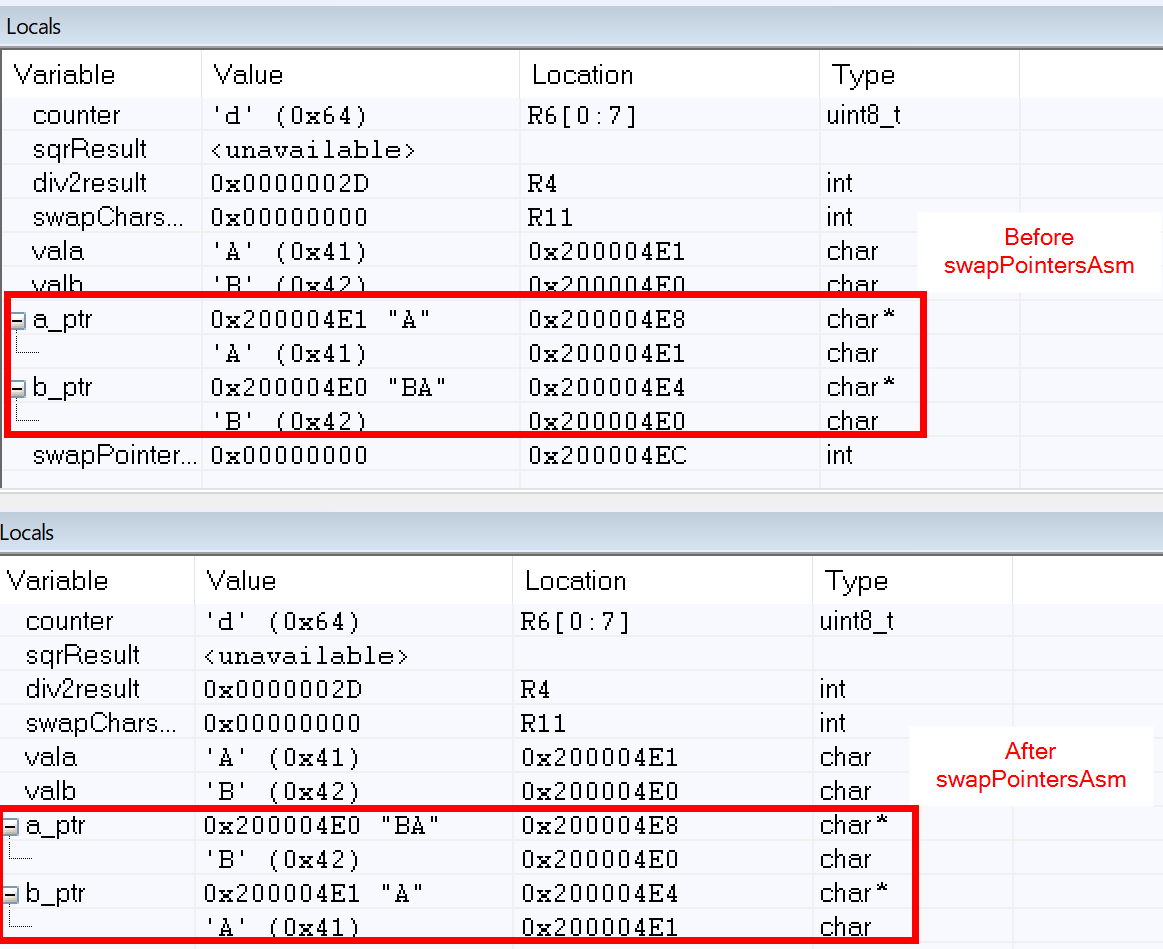 Locals
Variable Value Location Type
counter 'd' (0x64) R6[0:7] uint8_t
sqrResult <unavailable>
div2result 0x0000002D R4 int
swapChars... 0x00000000 R11 int
vala 'A' (0x41) 0x200004E1 char
valb 'B' (0x42) 0x200004E0 char
Before
swapPointersAsm
a_ptr 0x200004E1 "A" 0x200004E8 char*
'A' (0x41) 0x200004E1 char
b_ptr 0x200004E0 "BA" 0x200004E4 char*
'B' (0x42) 0x200004E0 char
swapPointer... 0x00000000 0x200004EC int
Locals
Variable Value Location Type
counter 'd' (0x64) R6[0:7] uint8_t
sqrResult <unavailable>
div2result 0x0000002D R4 int
swapChars... 0x00000000 R11 int
vala 'A' (0x41) 0x200004E1 char
valb 'B' (0x42) 0x200004E0 char
After
swapPointersAsm
a_ptr 0x200004E0 "BA" 0x200004E8 char*
'B' (0x42) 0x200004E0 char
b_ptr 0x200004E1 "A" 0x200004E4 char*
'A' (0x41) 0x200004E1 char